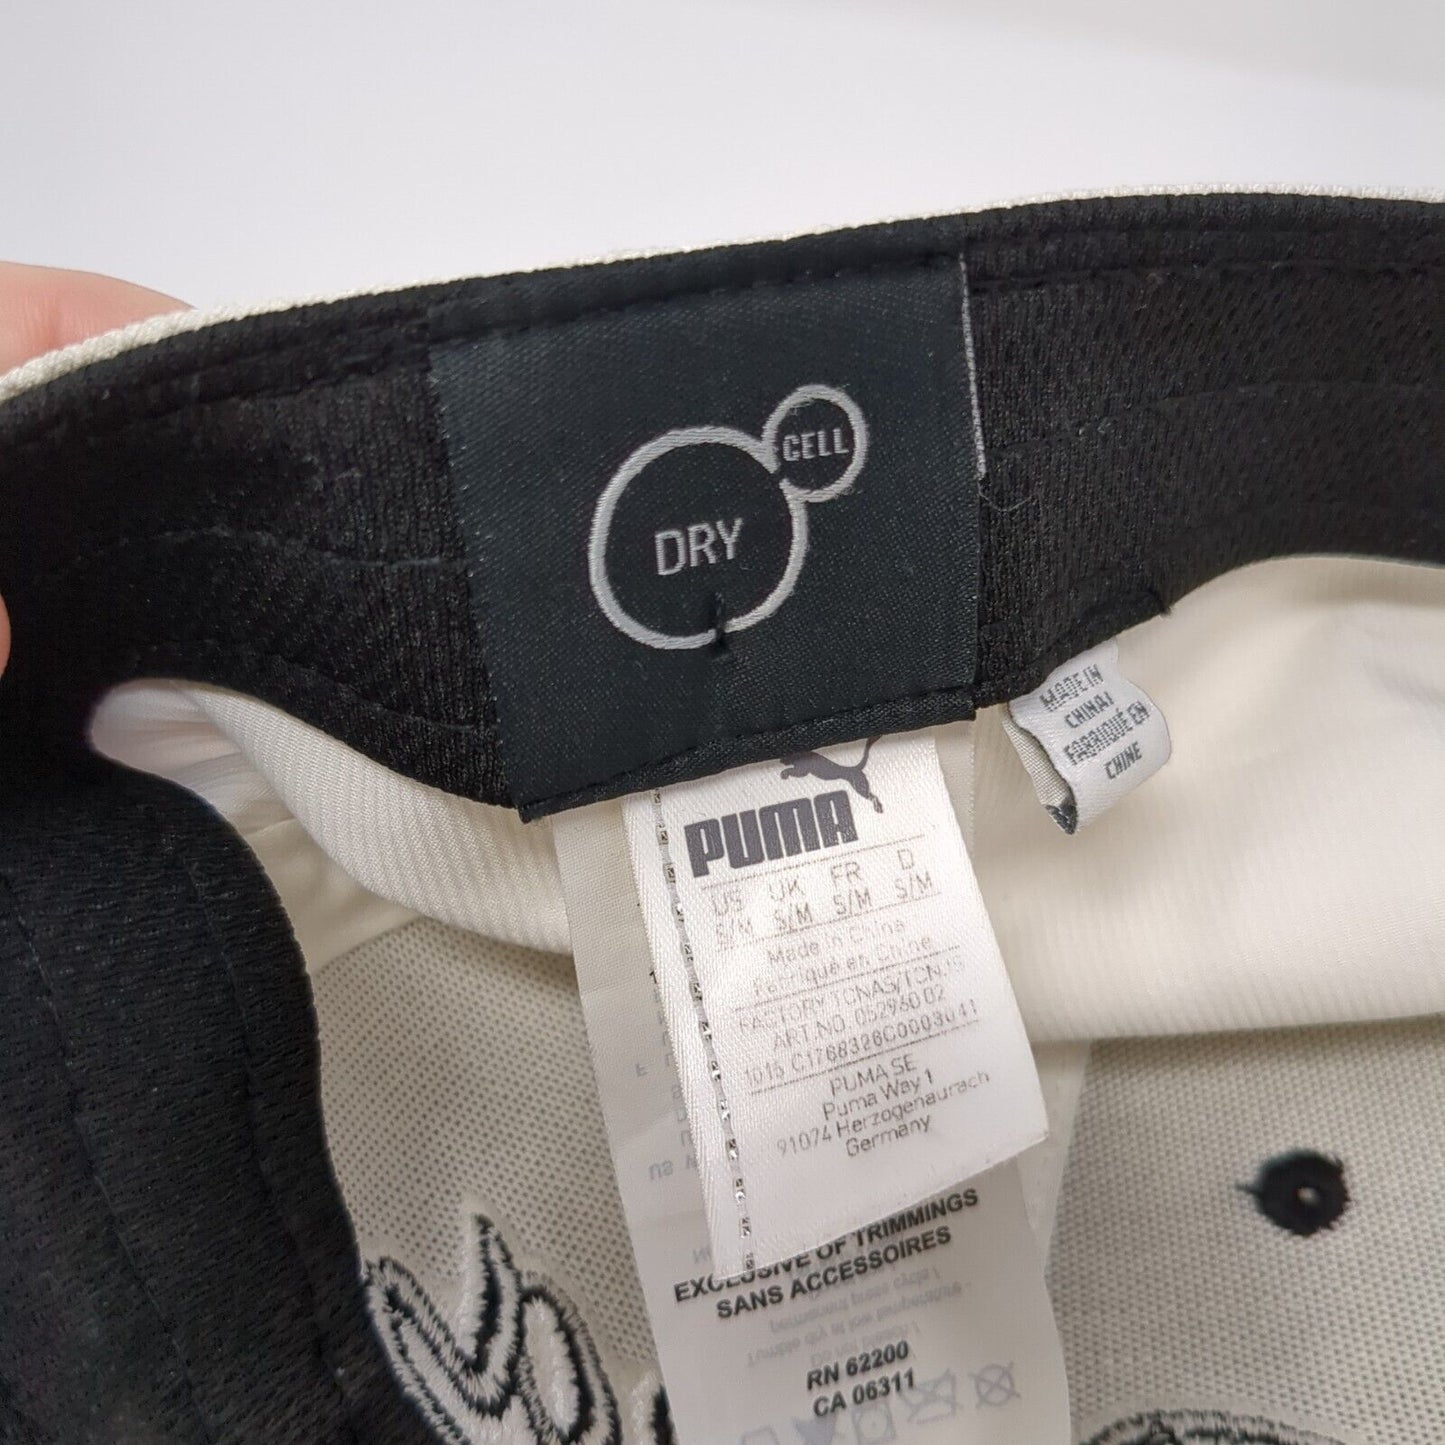 CELL
DRY
MADE IN
CHINA/
FABRIQUÉ EN
CHINE
PUMA
US UK FR D
S/M S/M S/M S/M
Made in China
Fabriqué en Chine
FACTORY TCNAS/TCNJS
ART.NO. 052960 02
1015 C1768326C0003041
PUMA SE
Puma Way 1
91074 Herzogenaurach
Germany
EXCLUSIVE OF TRIMMINGS
SANS ACCESSOIRES
RN 62200
CA 06311